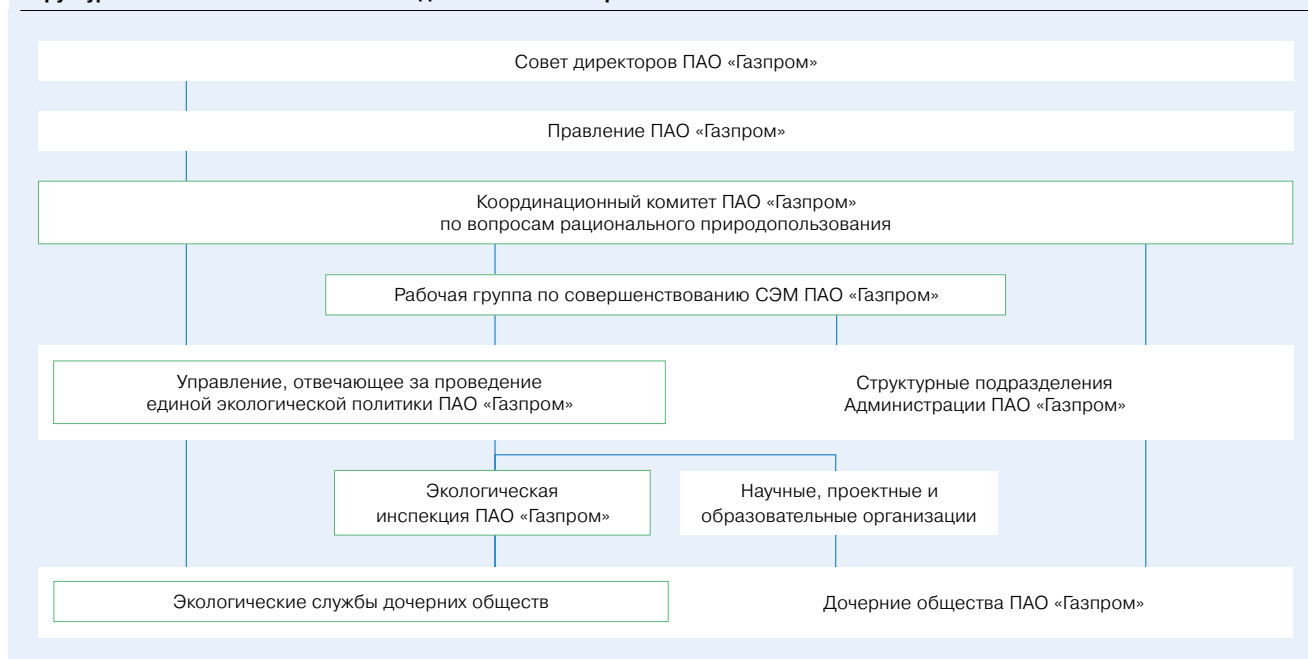 Совет директоров ПАО «Газпром»
Правление ПАО «Газпром»
Координационный комитет ПАО «Газпром»
по вопросам рационального природопользования
Рабочая группа по совершенствованию СЭМ ПАО «Газпром»
Управление, отвечающее за проведение
единой экологической политики ПАО «Газпром»
Структурные подразделения
Администрации ПАО «Газпром»
Экологическая
инспекция ПАО «Газпром»
Научные, проектные и
образовательные организации
Экологические службы дочерних обществ
Дочерние общества ПАО «Газпром»